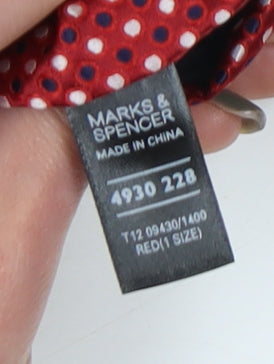 MARKS &
SPENCER
MADE IN CHINA
4930 228
T12 09430/1400
RED(1 SIZE)